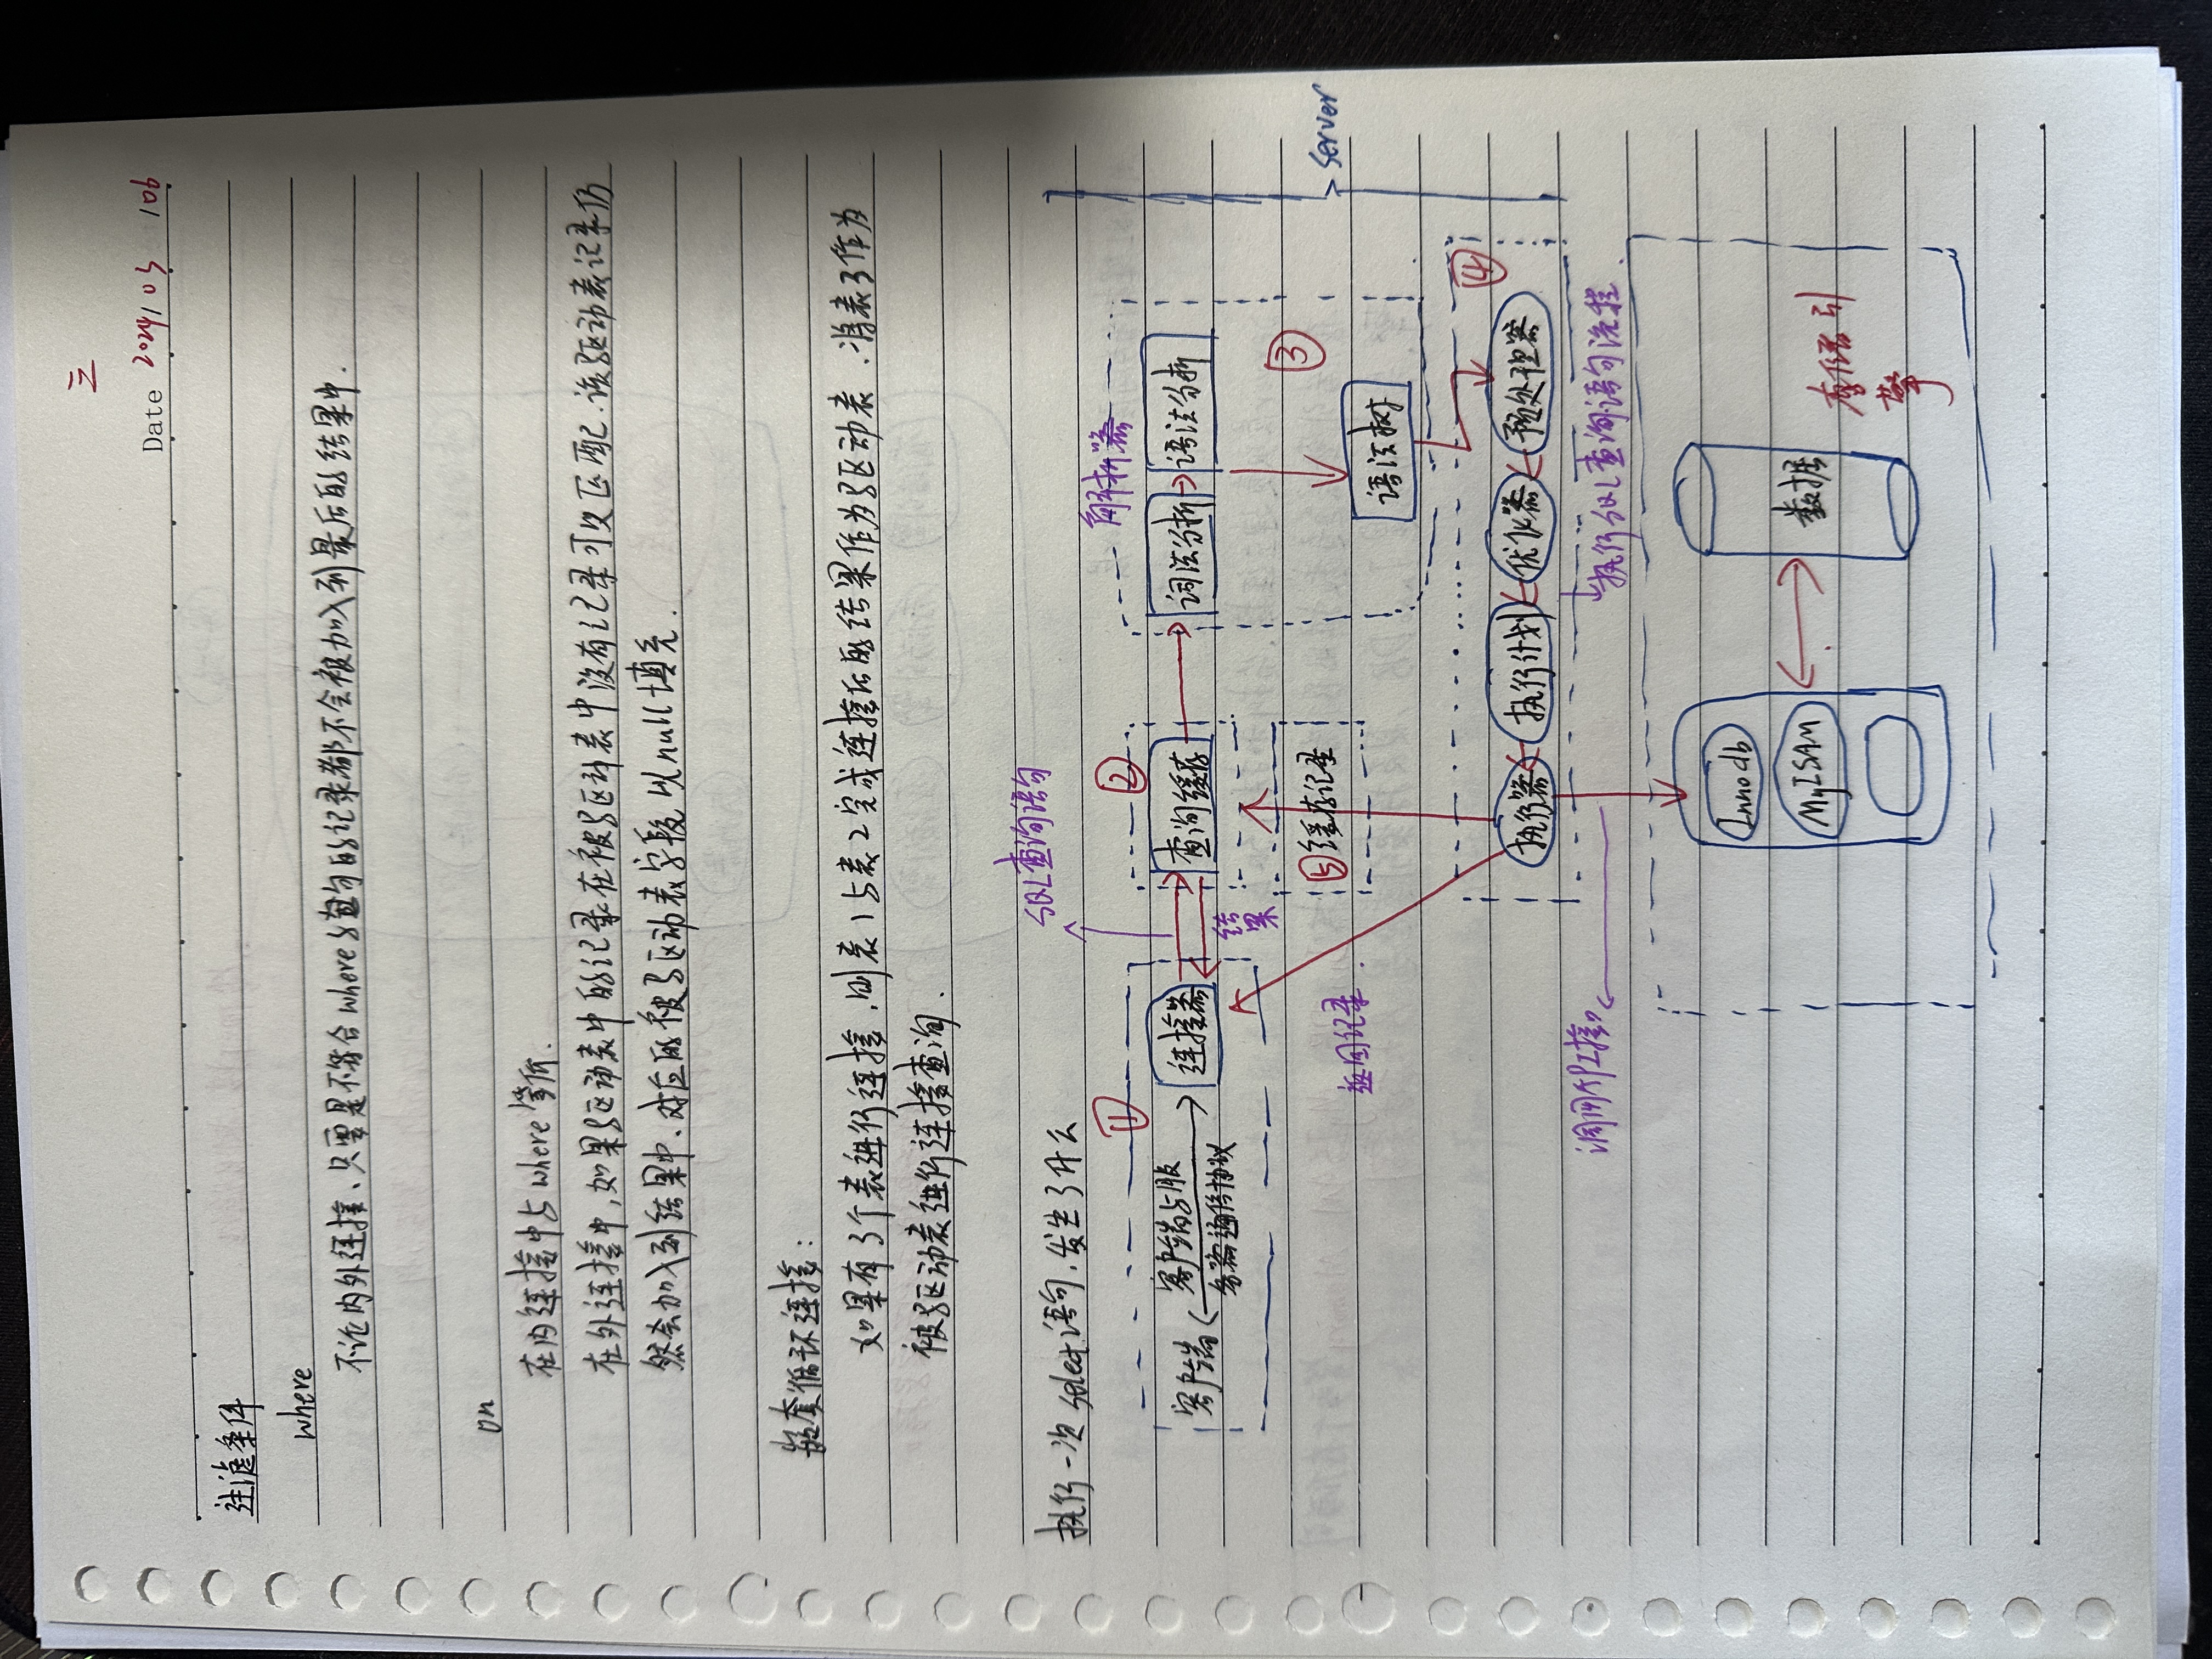 三
Date 2024/03/06
过滤条件
where
不论内外连接、只要是不符合where子句的记录都不会被加入到最后的结果中.
on
在内连接中与where等价.
在外连接中,如果驱动表中的记录在被驱动表中没有记录可以匹配.该驱动表记录仍
然会加入到结果中、对应的被驱动表字段以null填充.
嵌套循环连接:
如果有3个表进行连接,则表1与表2完成连接后的结果作为驱动表.将表3作为
被驱动表进行连接查询.
SQL查询语句
执行一次select语句,发生了什么
① ② 解析器
客户端 客户端与服务器通信协议 连接器 查询缓存 词法分析 语法分析
结果
③
⑤缓存记录
server
返回纪录.
语法树
④
执行器 执行计划 优化器 预处理器
调用API接口
执行SQL查询语句流程.
Innodb
MyISAM
数据
存储引
擎